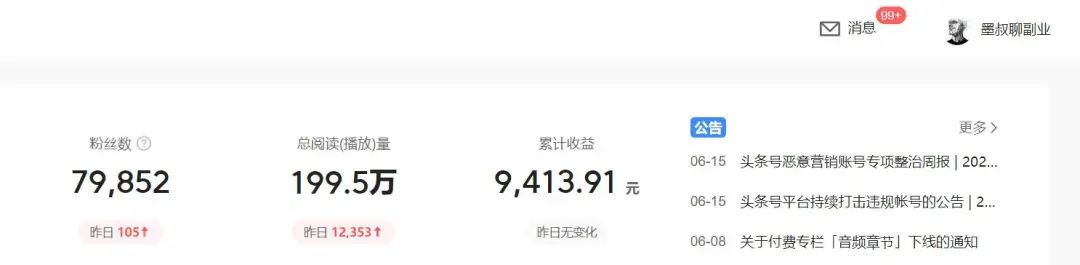 消息 99+ 墨叔聊副业
粉丝数 ?
79,852
昨日 105↑
总阅读(播放)量
199.5万
昨日 12,353↑
累计收益
9,413.91 元
昨日无变化
公告 更多 >
06-15 头条号恶意营销账号专项整治周报 | 202...
06-15 头条号平台持续打击违规帐号的公告 | 2...
06-08 关于付费专栏「音频章节」下线的通知